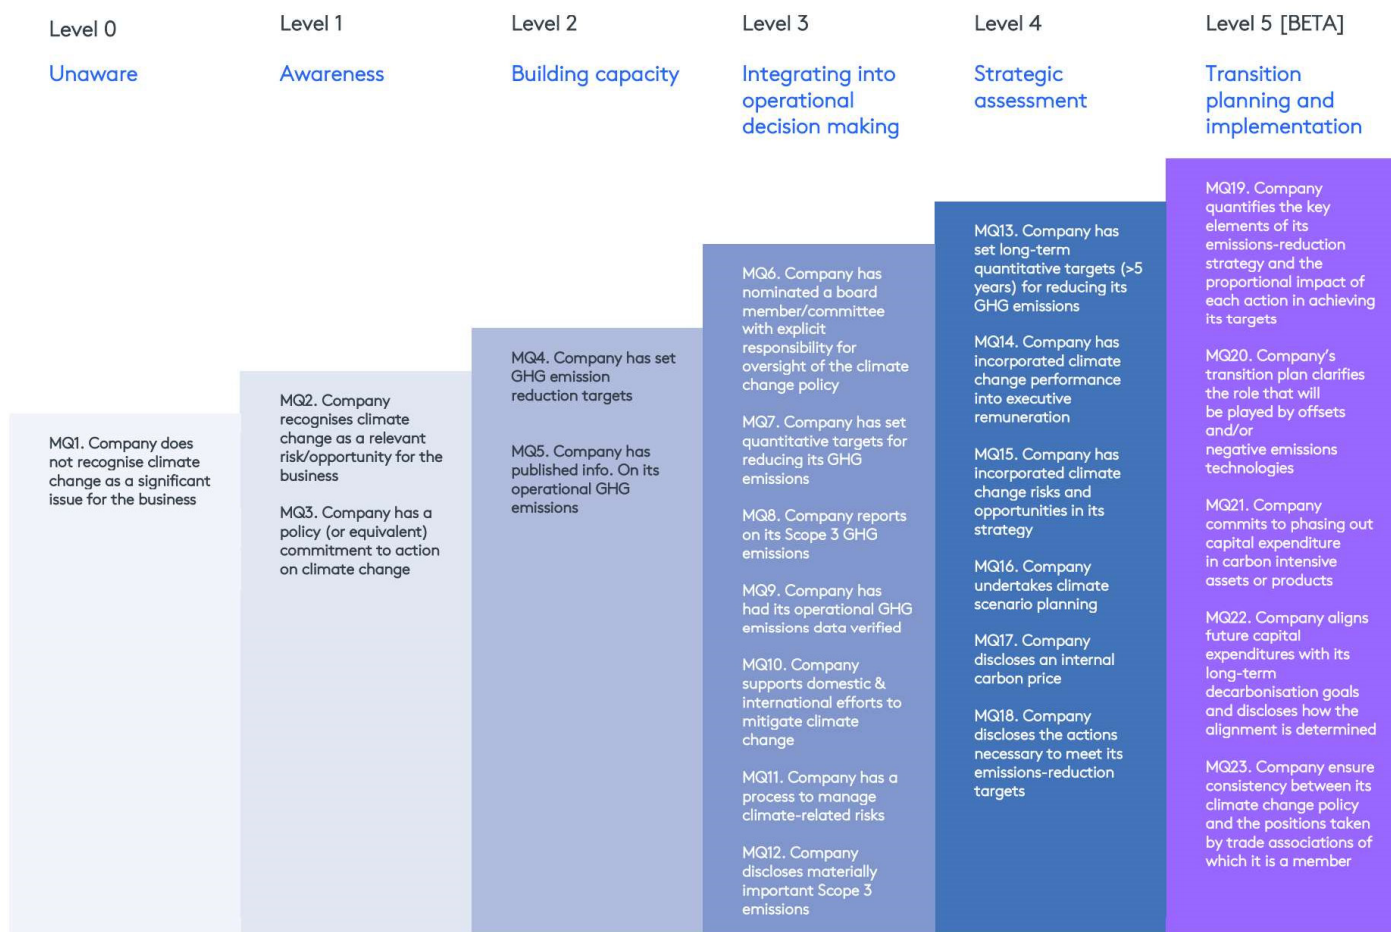 Level 0
Unaware
MQ1. Company does
not recognise climate
change as a significant
issue for the business
Level 1
Awareness
MQ2. Company
recognises climate
change as a relevant
risk/opportunity for the
business
MQ3. Company has a
policy (or equivalent)
commitment to action
on climate change
Level 2
Building capacity
MQ4. Company has set
GHG emission
reduction targets
MQ5. Company has
published info. On its
operational GHG
emissions
Level 3
Integrating into
operational
decision making
MQ6. Company has
nominated a board
member/committee
with explicit
responsibility for
oversight of the climate
change policy
MQ7. Company has set
quantitative targets for
reducing its GHG
emissions
MQ8. Company reports
on its Scope 3 GHG
emissions
MQ9. Company has
had its operational GHG
emissions data verified
MQ10. Company
supports domestic &
international efforts to
mitigate climate
change
MQ11. Company has a
process to manage
climate-related risks
MQ12. Company
discloses materially
important Scope 3
emissions
Level 4
Strategic
assessment
MQ13. Company has
set long-term
quantitative targets (>5
years) for reducing its
GHG emissions
MQ14. Company has
incorporated climate
change performance
into executive
remuneration
MQ15. Company has
incorporated climate
change risks and
opportunities in its
strategy
MQ16. Company
undertakes climate
scenario planning
MQ17. Company
discloses an internal
carbon price
MQ18. Company
discloses the actions
necessary to meet its
emissions-reduction
targets
Level 5 [BETA]
Transition
planning and
implementation
MQ19. Company
quantifies the key
elements of its
emissions-reduction
strategy and the
proportional impact of
each action in achieving
its targets
MQ20. Company's
transition plan clarifies
the role that will
be played by offsets
and/or
negative emissions
technologies
MQ21. Company
commits to phasing out
capital expenditure
in carbon intensive
assets or products
MQ22. Company aligns
future capital
expenditures with its
long-term
decarbonisation goals
and discloses how the
alignment is determined
MQ23. Company ensure
consistency between its
climate change policy
and the positions taken
by trade associations of
which it is a member